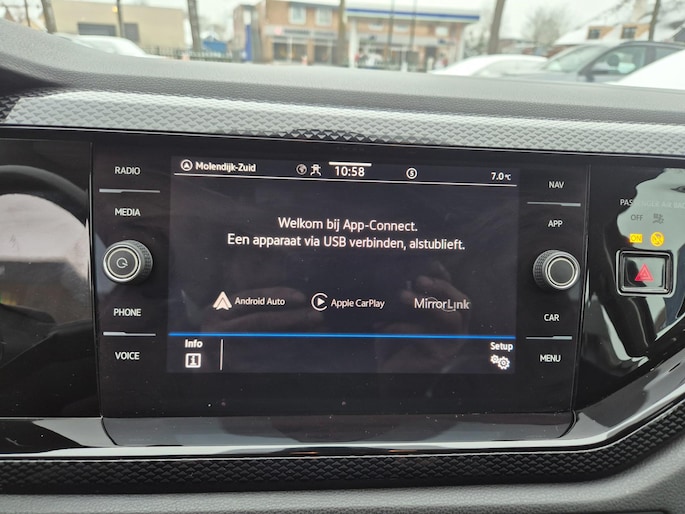 RADIO
MEDIA
PHONE
VOICE
Molendijk-Zuid 10:58 7.0°C
Welkom bij App-Connect.
Een apparaat via USB verbinden, alstublieft.
Android Auto Apple CarPlay MirrorLink
Info Setup
NAV
APP
CAR
MENU
OFF
ON